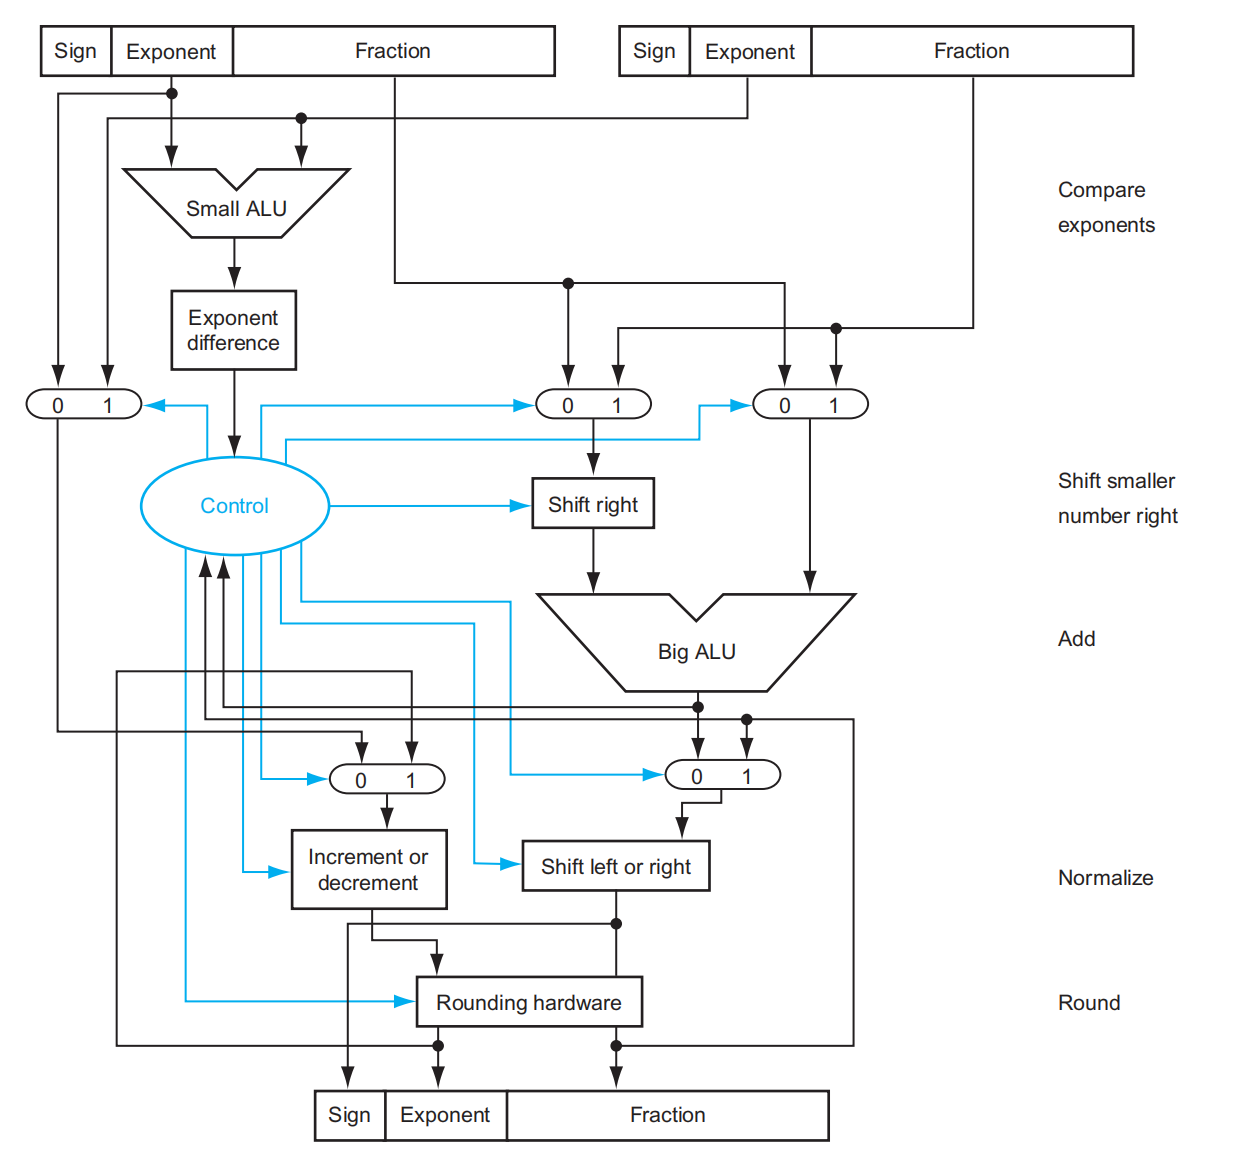 Sign Exponent Fraction Sign Exponent Fraction
Compare
exponents
Small ALU
Exponent
difference
0 1 0 1 0 1
Control
Shift right
Shift smaller
number right
Big ALU
Add
0 1 0 1
Increment or
decrement
Shift left or right
Normalize
Rounding hardware
Round
Sign Exponent Fraction